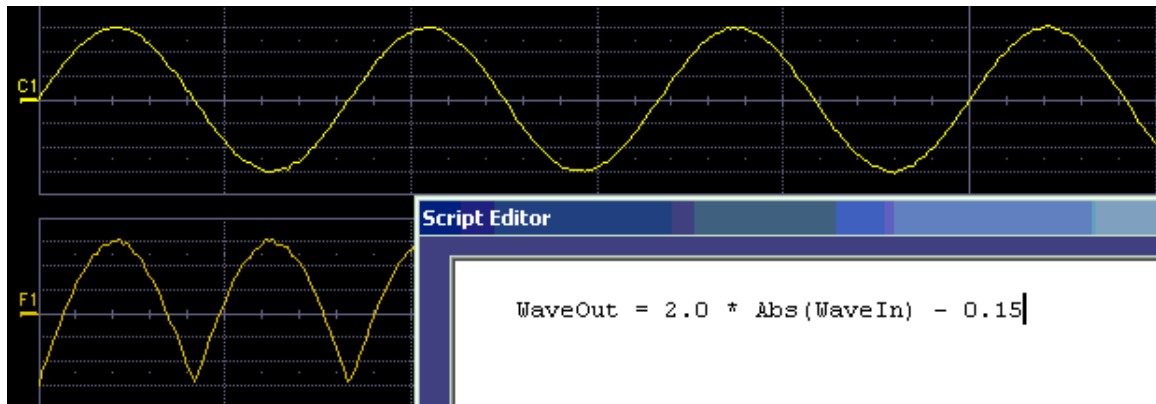 C1
Script Editor
F1
WaveOut = 2.0 * Abs(WaveIn) - 0.15